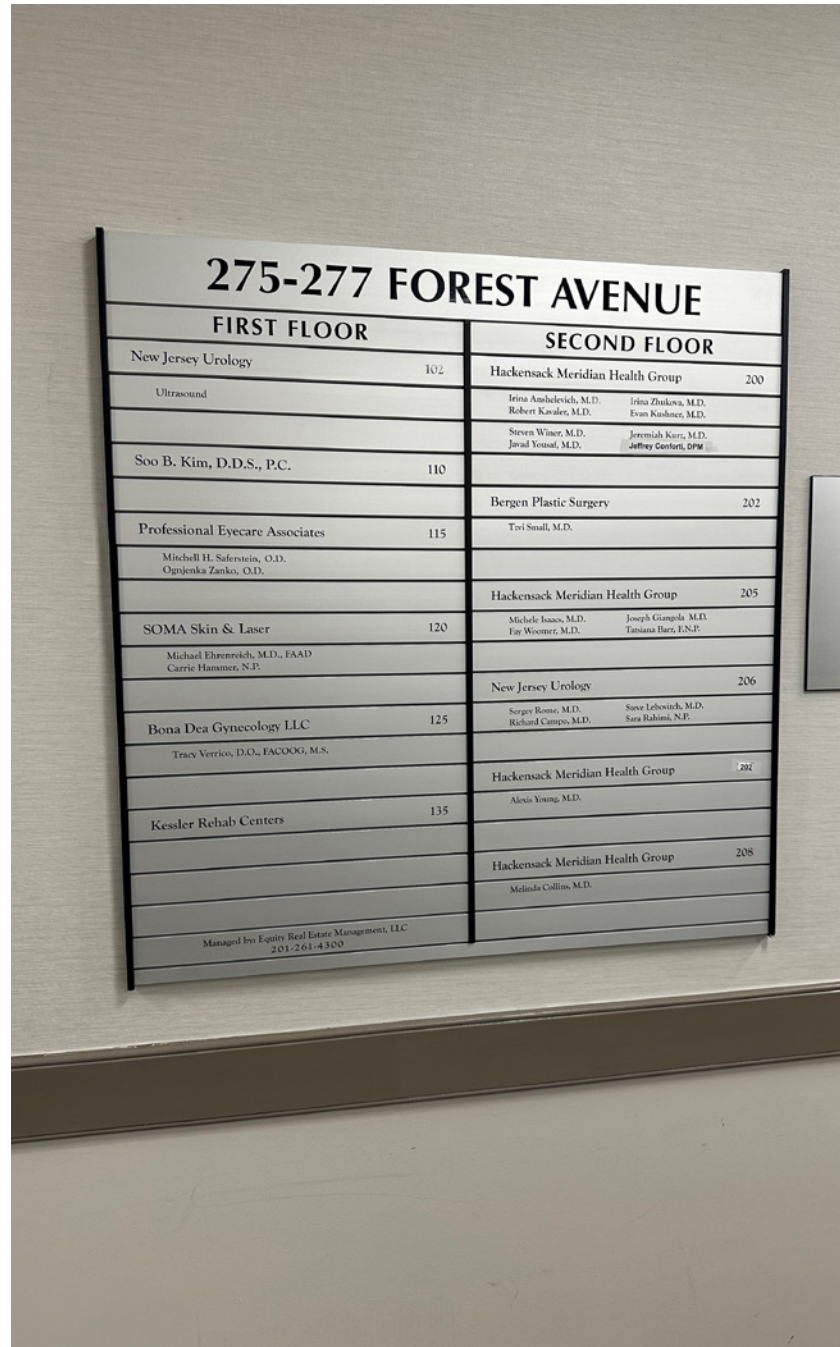 275-277 FOREST AVENUE
FIRST FLOOR
New Jersey Urology 102
Ultrasound
Soo B. Kim, D.D.S., P.C. 110
Professional Eyecare Associates 115
Mitchell H. Saferstein, O.D.
Ognjenka Zanko, O.D.
SOMA Skin & Laser 120
Michael Ehrenreich, M.D., FAAD
Carrie Hammer, N.P.
Bona Dea Gynecology LLC 125
Tracy Verrico, D.O., FACOOG, M.S.
Kessler Rehab Centers 135
Managed by: Equity Real Estate Management, LLC
201-261-4300
SECOND FLOOR
Hackensack Meridian Health Group 200
Irina Anshelevich, M.D. Irina Zhukova, M.D.
Robert Kavaler, M.D. Evan Kushner, M.D.
Steven Winer, M.D. Jeremiah Kurz, M.D.
Javad Yousaf, M.D. Jeffrey Conforti, DPM
Bergen Plastic Surgery 202
Tzvi Small, M.D.
Hackensack Meridian Health Group 205
Michele Isaacs, M.D. Joseph Giangola M.D.
Fay Woomer, M.D. Tatsiana Barr, F.N.P.
New Jersey Urology 206
Sergey Rome, M.D. Steve Lebovitch, M.D.
Richard Campo, M.D. Sara Rahimi, N.P.
Hackensack Meridian Health Group 202
Alexis Young, M.D.
Hackensack Meridian Health Group 208
Melinda Collins, M.D.